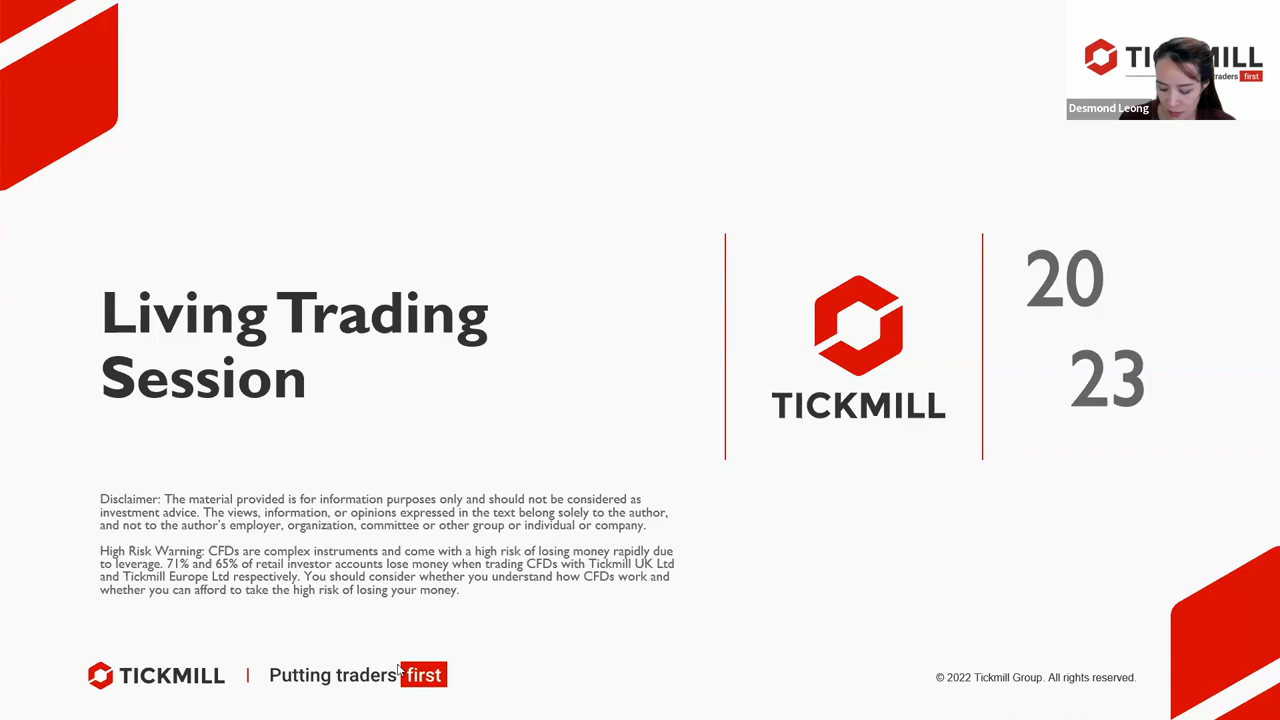 TICKMILL
traders first
Desmond Leong
Living Trading
Session
TICKMILL
20
23
Disclaimer: The material provided is for information purposes only and should not be considered as
investment advice. The views, information, or opinions expressed in the text belong solely to the author,
and not to the author's employer, organization, committee or other group or individual or company.
High Risk Warning: CFDs are complex instruments and come with a high risk of losing money rapidly due
to leverage. 71% and 65% of retail investor accounts lose money when trading CFDs with Tickmill UK Ltd
and Tickmill Europe Ltd respectively. You should consider whether you understand how CFDs work and
whether you can afford to take the high risk of losing your money.
TICKMILL | Putting traders first
© 2022 Tickmill Group. All rights reserved.